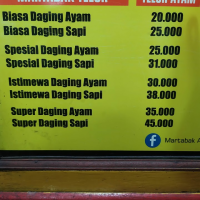 Biasa Daging Ayam 20.000
Biasa Daging Sapi 25.000
Spesial Daging Ayam 25.000
Spesial Daging Sapi 31.000
Istimewa Daging Ayam 30.000
Istimewa Daging Sapi 38.000
Super Daging Ayam 35.000
Super Daging Sapi 45.000
Martabak A